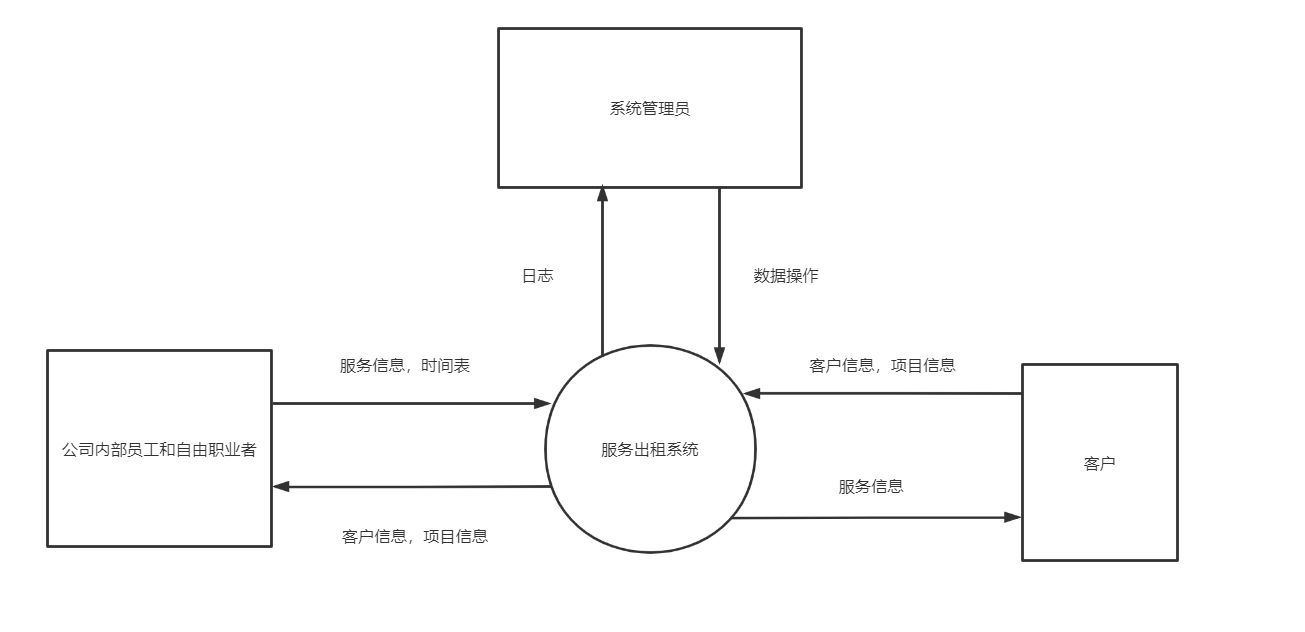 系统管理员
日志
数据操作
服务信息，时间表
客户信息，项目信息
公司内部员工和自由职业者
服务出租系统
客户
服务信息
客户信息，项目信息